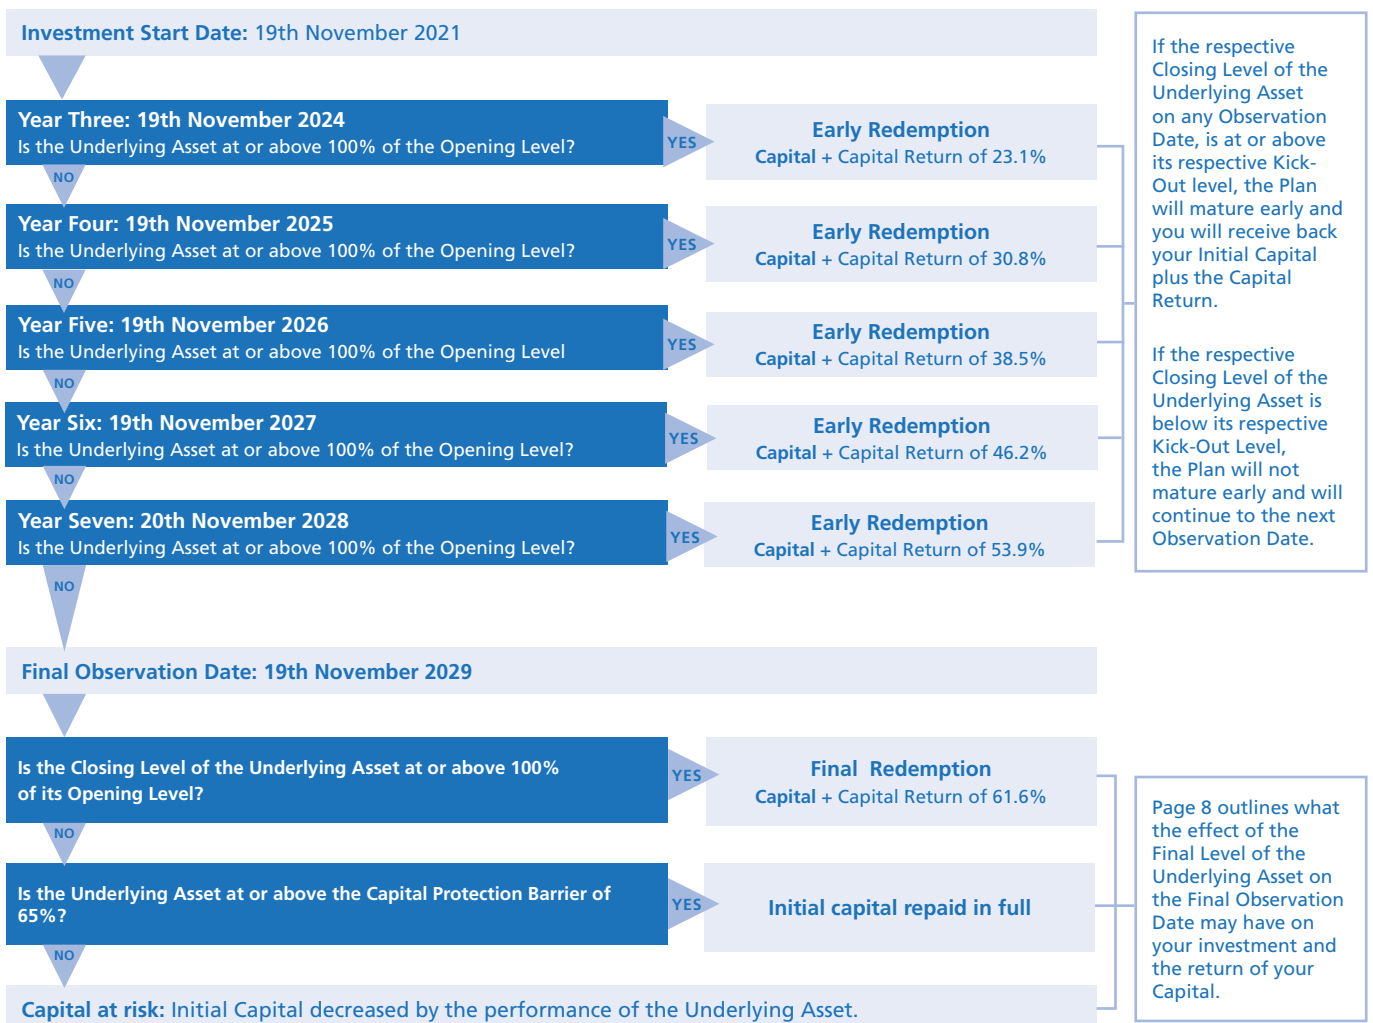 Investment Start Date: 19th November 2021
Year Three: 19th November 2024
Is the Underlying Asset at or above 100% of the Opening Level?
YES
Early Redemption
Capital + Capital Return of 23.1%
NO
Year Four: 19th November 2025
Is the Underlying Asset at or above 100% of the Opening Level?
YES
Early Redemption
Capital + Capital Return of 30.8%
NO
Year Five: 19th November 2026
Is the Underlying Asset at or above 100% of the Opening Level
YES
Early Redemption
Capital + Capital Return of 38.5%
NO
Year Six: 19th November 2027
Is the Underlying Asset at or above 100% of the Opening Level?
YES
Early Redemption
Capital + Capital Return of 46.2%
NO
Year Seven: 20th November 2028
Is the Underlying Asset at or above 100% of the Opening Level?
YES
Early Redemption
Capital + Capital Return of 53.9%
NO
If the respective
Closing Level of the
Underlying Asset
on any Observation
Date, is at or above
its respective Kick-
Out level, the Plan
will mature early and
you will receive back
your Initial Capital
plus the Capital
Return.
If the respective
Closing Level of the
Underlying Asset is
below its respective
Kick-Out Level,
the Plan will not
mature early and will
continue to the next
Observation Date.
Final Observation Date: 19th November 2029
Is the Closing Level of the Underlying Asset at or above 100%
of its Opening Level?
YES
Final Redemption
Capital + Capital Return of 61.6%
NO
Is the Underlying Asset at or above the Capital Protection Barrier of
65%?
YES
Initial capital repaid in full
NO
Capital at risk: Initial Capital decreased by the performance of the Underlying Asset.
Page 8 outlines what
the effect of the
Final Level of the
Underlying Asset on
the Final Observation
Date may have on
your investment and
the return of your
Capital.